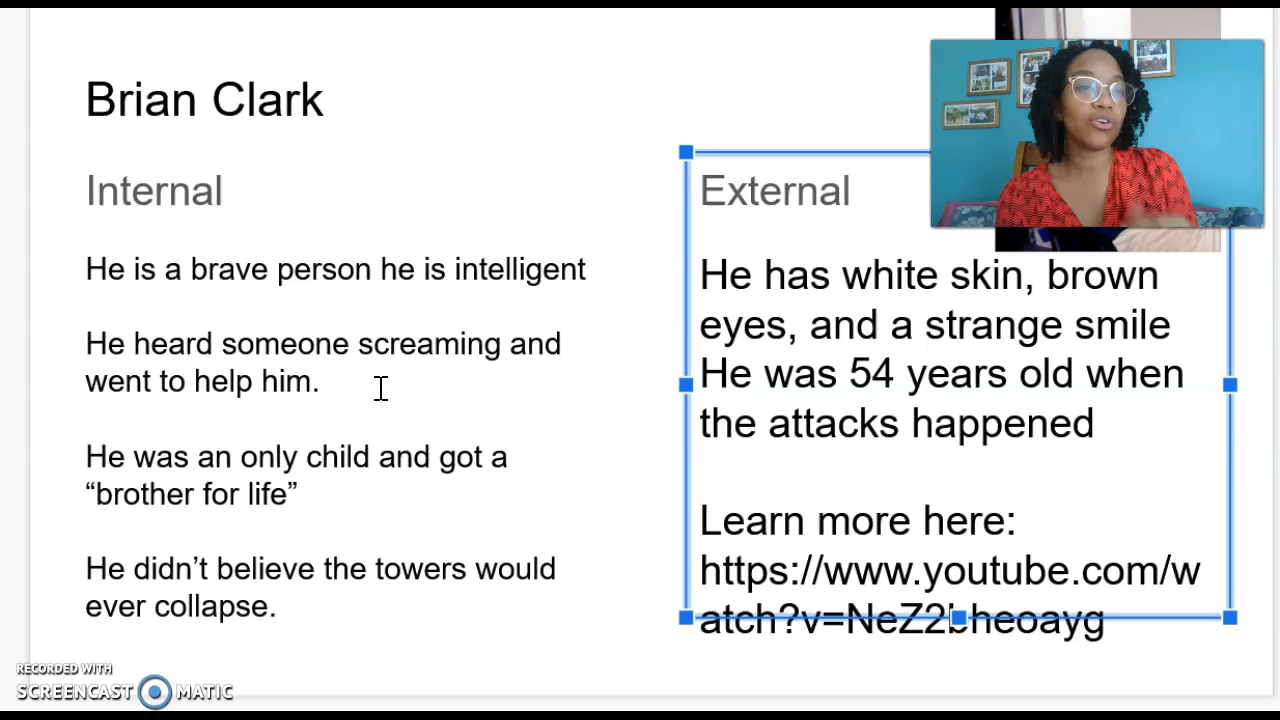 Brian Clark
Internal
He is a brave person he is intelligent
He heard someone screaming and
went to help him.
He was an only child and got a
“brother for life”
He didn’t believe the towers would
ever collapse.
External
He has white skin, brown
eyes, and a strange smile
He was 54 years old when
the attacks happened
Learn more here:
https://www.youtube.com/w
atch?v=NeZ2bheoayg
RECORDED WITH
SCREENCAST MATIC